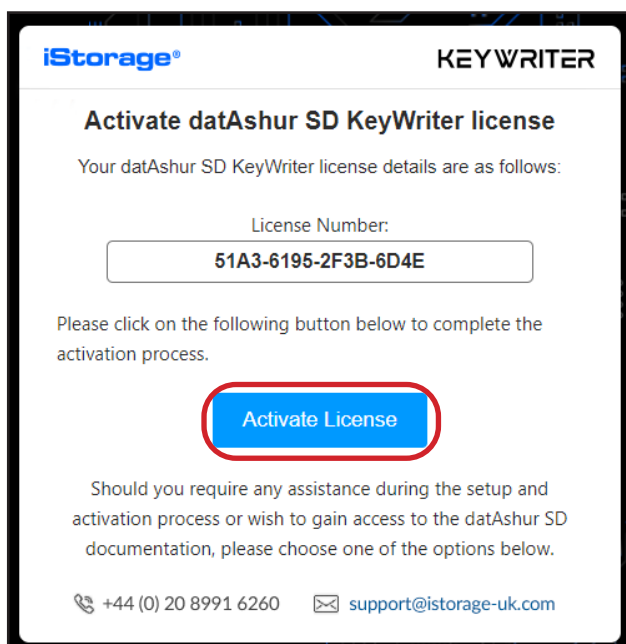 iStorage® KEYWRITER
Activate datAshur SD KeyWriter license
Your datAshur SD KeyWriter license details are as follows:
License Number:
51A3-6195-2F3B-6D4E
Please click on the following button below to complete the
activation process.
Activate License
Should you require any assistance during the setup and
activation process or wish to gain access to the datAshur SD
documentation, please choose one of the options below.
+44 (0) 20 8991 6260 support@istorage-uk.com